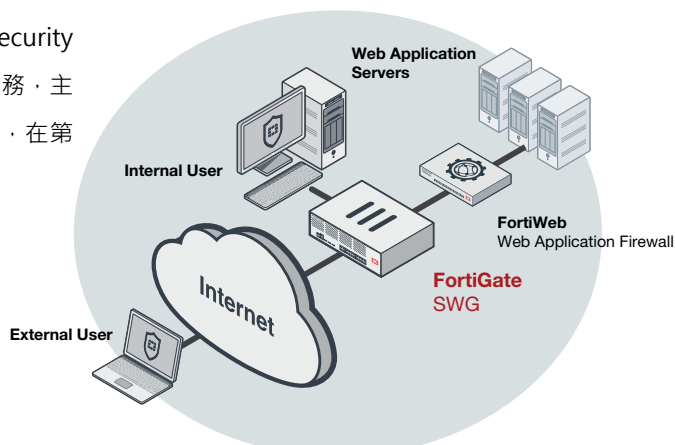 ecurity
務，主
，在第
Web Application
Servers
Internal User
FortiWeb
Web Application Firewall
FortiGate
SWG
Internet
External User